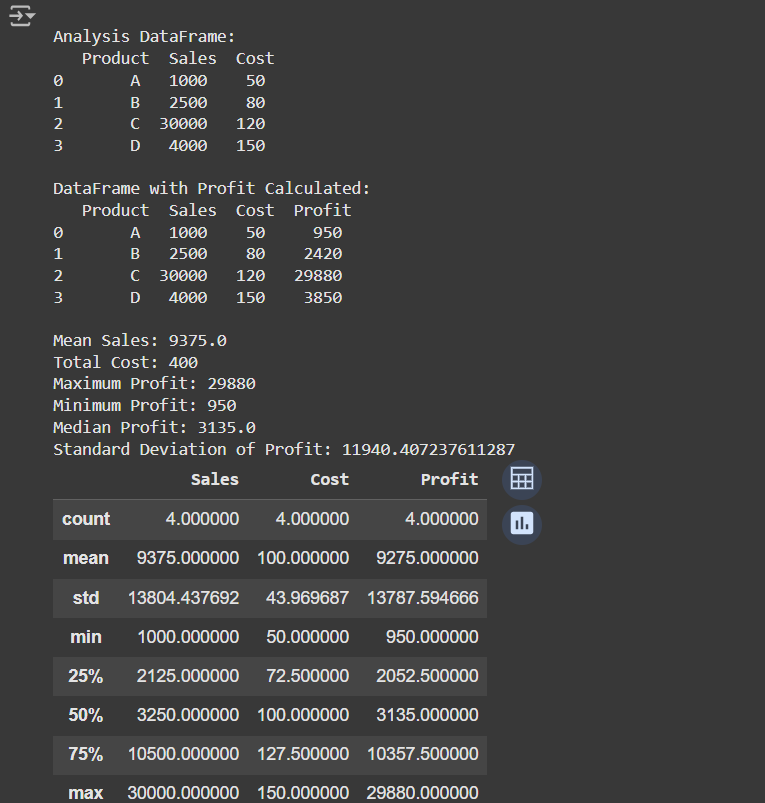 Analysis DataFrame:
Product Sales Cost
0 A 1000 50
1 B 2500 80
2 C 30000 120
3 D 4000 150
DataFrame with Profit Calculated:
Product Sales Cost Profit
0 A 1000 50 950
1 B 2500 80 2420
2 C 30000 120 29880
3 D 4000 150 3850
Mean Sales: 9375.0
Total Cost: 400
Maximum Profit: 29880
Minimum Profit: 950
Median Profit: 3135.0
Standard Deviation of Profit: 11940.407237611287
Sales Cost Profit
count 4.000000 4.000000 4.000000
mean 9375.000000 100.000000 9275.000000
std 13804.437692 43.969687 13787.594666
min 1000.000000 50.000000 950.000000
25% 2125.000000 72.500000 2052.500000
50% 3250.000000 100.000000 3135.000000
75% 10500.000000 127.500000 10357.500000
max 30000.000000 150.000000 29880.000000